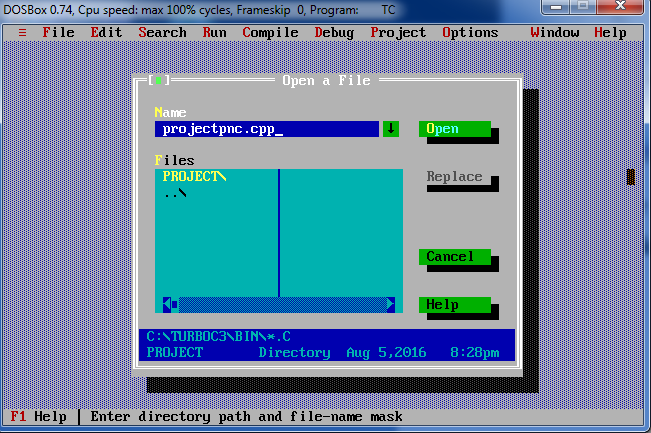 DOSBox 0.74, Cpu speed: max 100% cycles, Frameskip 0, Program: TC
≡ File Edit Search Run Compile Debug Project Options Window Help
[■] Open a File
Name
projectpnc.cpp_ ↓ Open
Files
PROJECT\ Replace
..\
Cancel
Help
C:\TURBOC3\BIN\*.C
PROJECT Directory Aug 5,2016 8:28pm
F1 Help │ Enter directory path and file-name mask